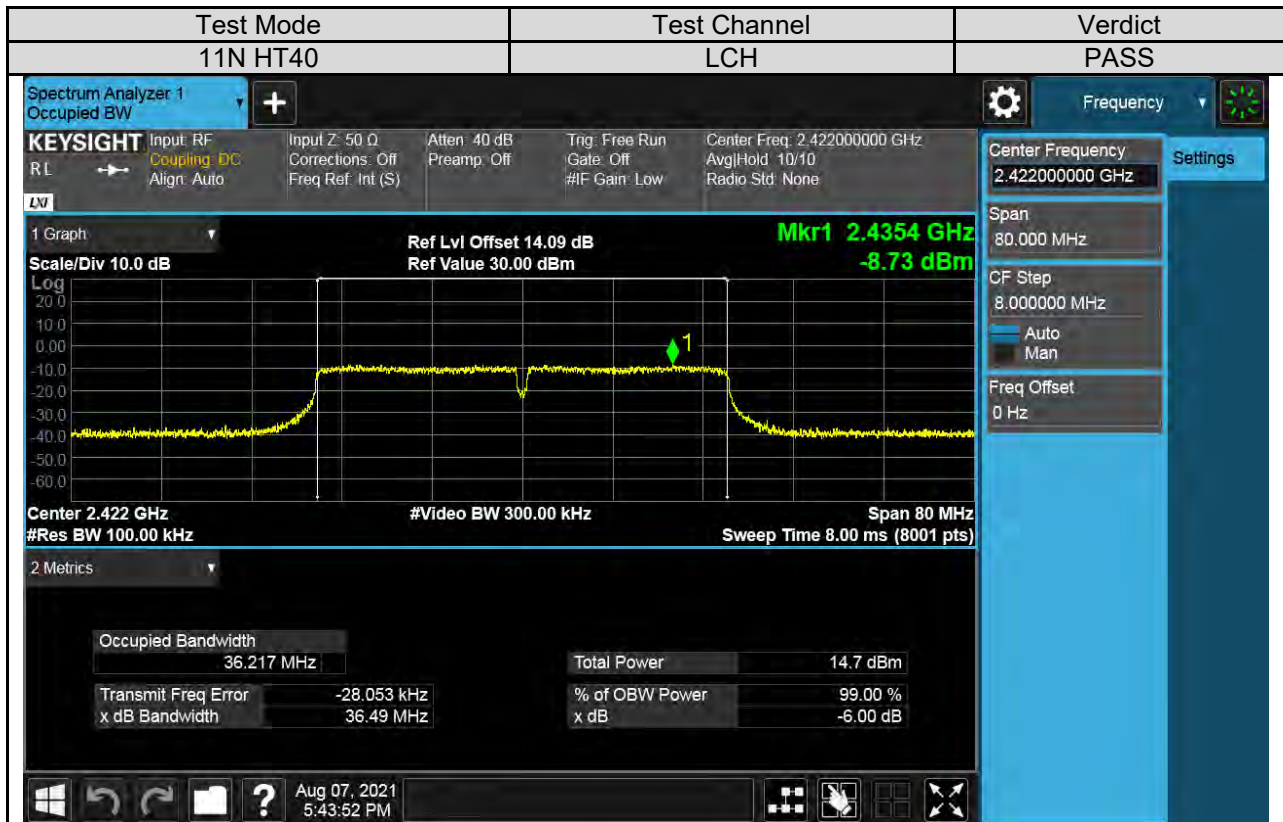 Test Mode Test Channel Verdict
11N HT40 LCH PASS
Spectrum Analyzer 1
Occupied BW
Frequency
KEYSIGHT Input: RF Input Z: 50 Ω Atten: 40 dB Trig: Free Run Center Freq: 2.422000000 GHz
RL Coupling: DC Corrections: Off Preamp: Off Gate: Off Avg|Hold: 10/10
Align: Auto Freq Ref: Int (S) #IF Gain: Low Radio Std: None
LXI
Center Frequency
2.422000000 GHz
Settings
Span
80.000 MHz
CF Step
8.000000 MHz
Auto
Man
Freq Offset
0 Hz
1 Graph Ref Lvl Offset 14.09 dB Mkr1 2.4354 GHz
Scale/Div 10.0 dB Ref Value 30.00 dBm -8.73 dBm
Log
20.0
10.0
0.00
-10.0
-20.0
-30.0
-40.0
-50.0
-60.0
1
Center 2.422 GHz #Video BW 300.00 kHz Span 80 MHz
#Res BW 100.00 kHz Sweep Time 8.00 ms (8001 pts)
2 Metrics
Occupied Bandwidth
36.217 MHz Total Power 14.7 dBm
Transmit Freq Error -28.053 kHz % of OBW Power 99.00 %
x dB Bandwidth 36.49 MHz x dB -6.00 dB
? Aug 07, 2021
5:43:52 PM